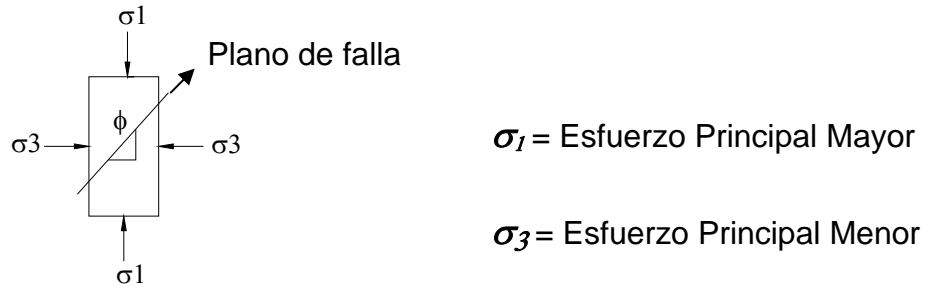 σ1
Plano de falla
ϕ
σ3
σ3
σ1 = Esfuerzo Principal Mayor
σ3 = Esfuerzo Principal Menor
σ1